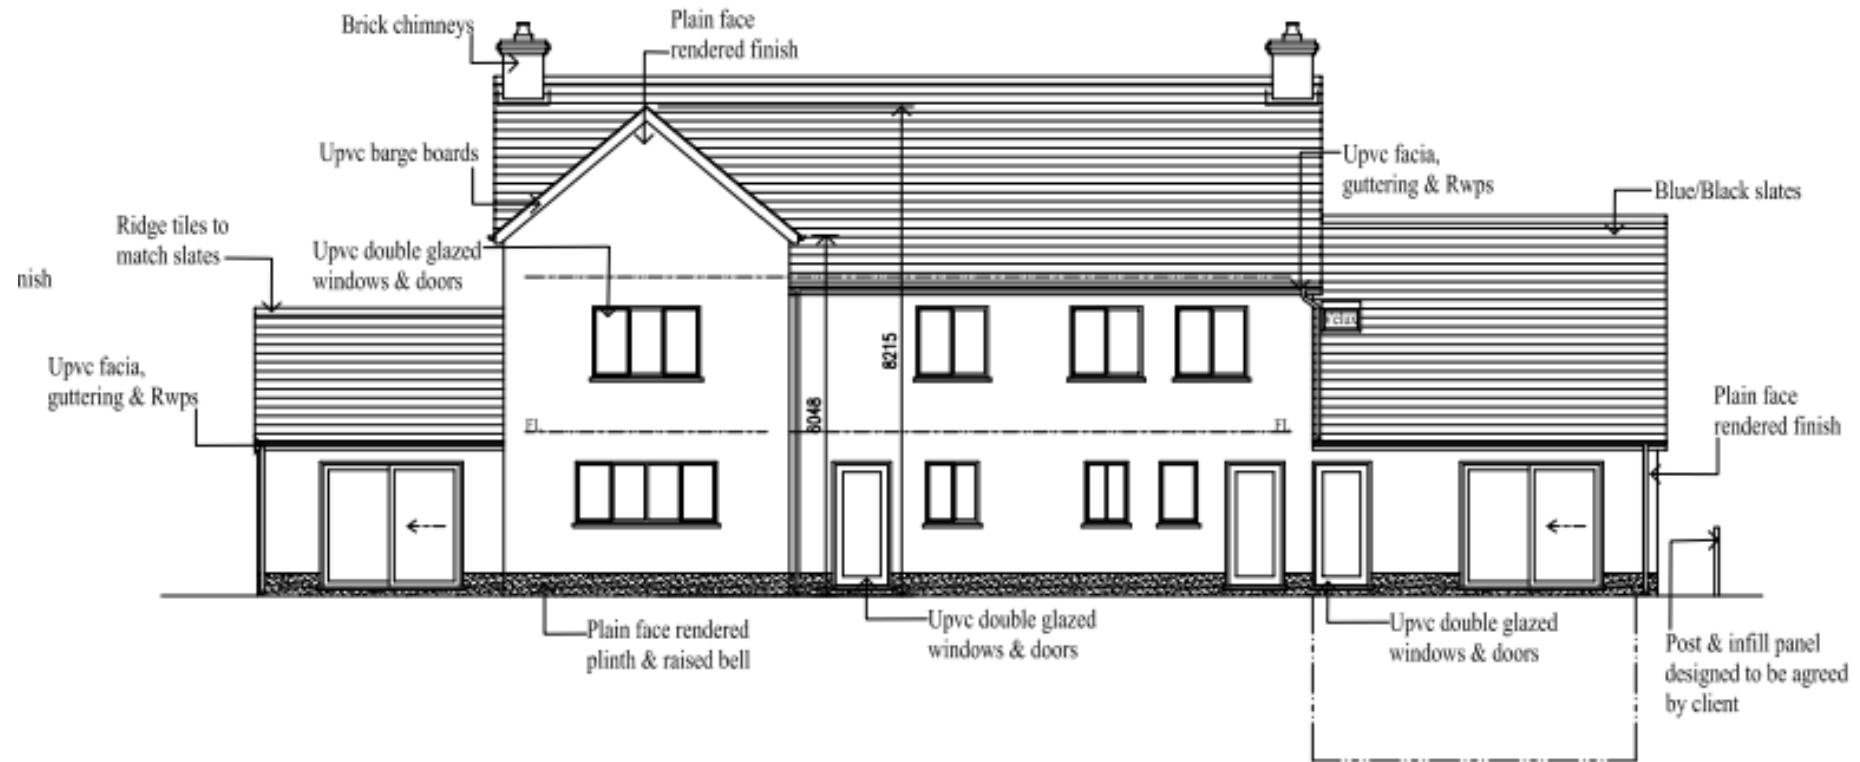 Brick chimneys
Plain face
rendered finish
Upvc barge boards
Upvc facia,
guttering & Rwps
Blue/Black slates
Ridge tiles to
match slates
Upvc double glazed
windows & doors
nish
Velux
8215
Upvc facia,
guttering & Rwps
6048
Plain face
rendered finish
FL
FL
Upvc double glazed
windows & doors
Upvc double glazed
windows & doors
Plain face rendered
plinth & raised bell
Post & infill panel
designed to be agreed
by client